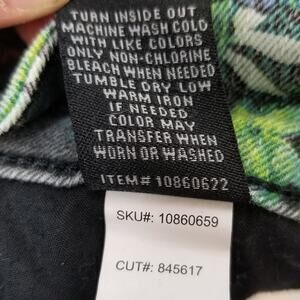 TURN INSIDE OUT
MACHINE WASH COLD
WITH LIKE COLORS
ONLY NON-CHLORINE
BLEACH WHEN NEEDED
TUMBLE DRY LOW
WARM IRON
IF NEEDED
COLOR MAY
TRANSFER WHEN
WORN OR WASHED
ITEM# 10860622
SKU#: 10860659
CUT#: 845617